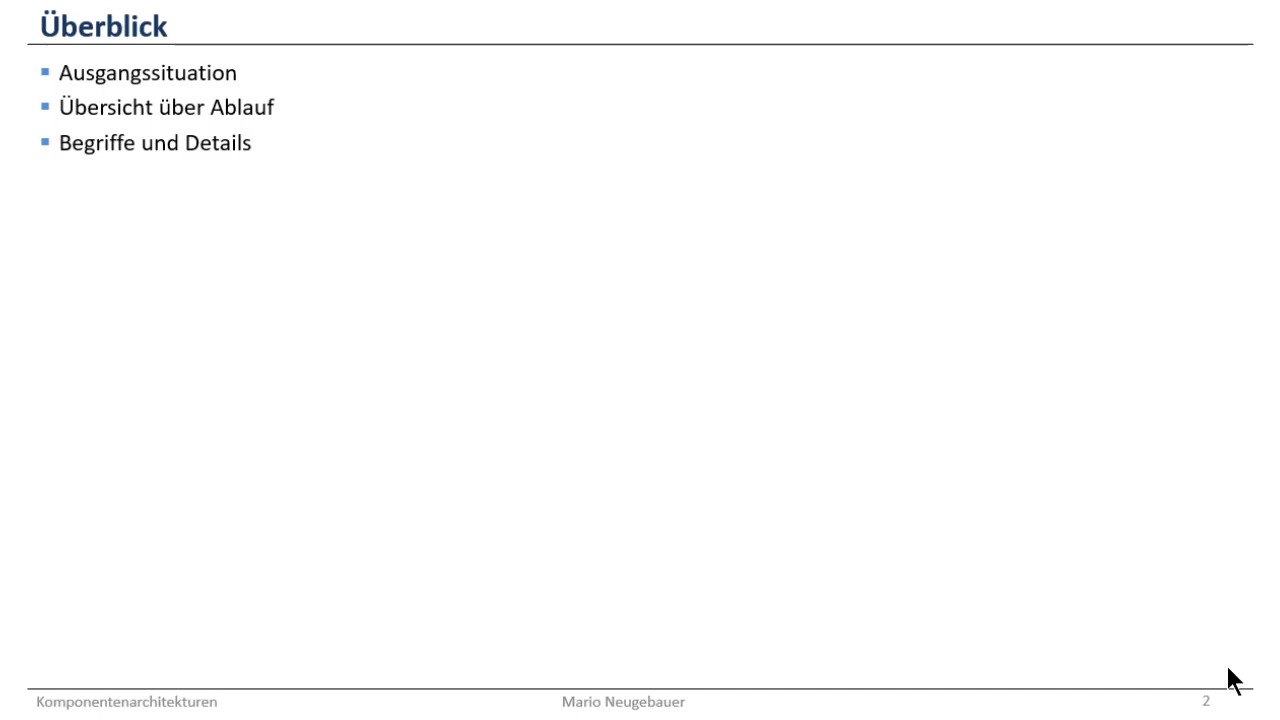 Überblick
Ausgangssituation
Übersicht über Ablauf
Begriffe und Details
Komponentenarchitekturen
Mario Neugebauer
2